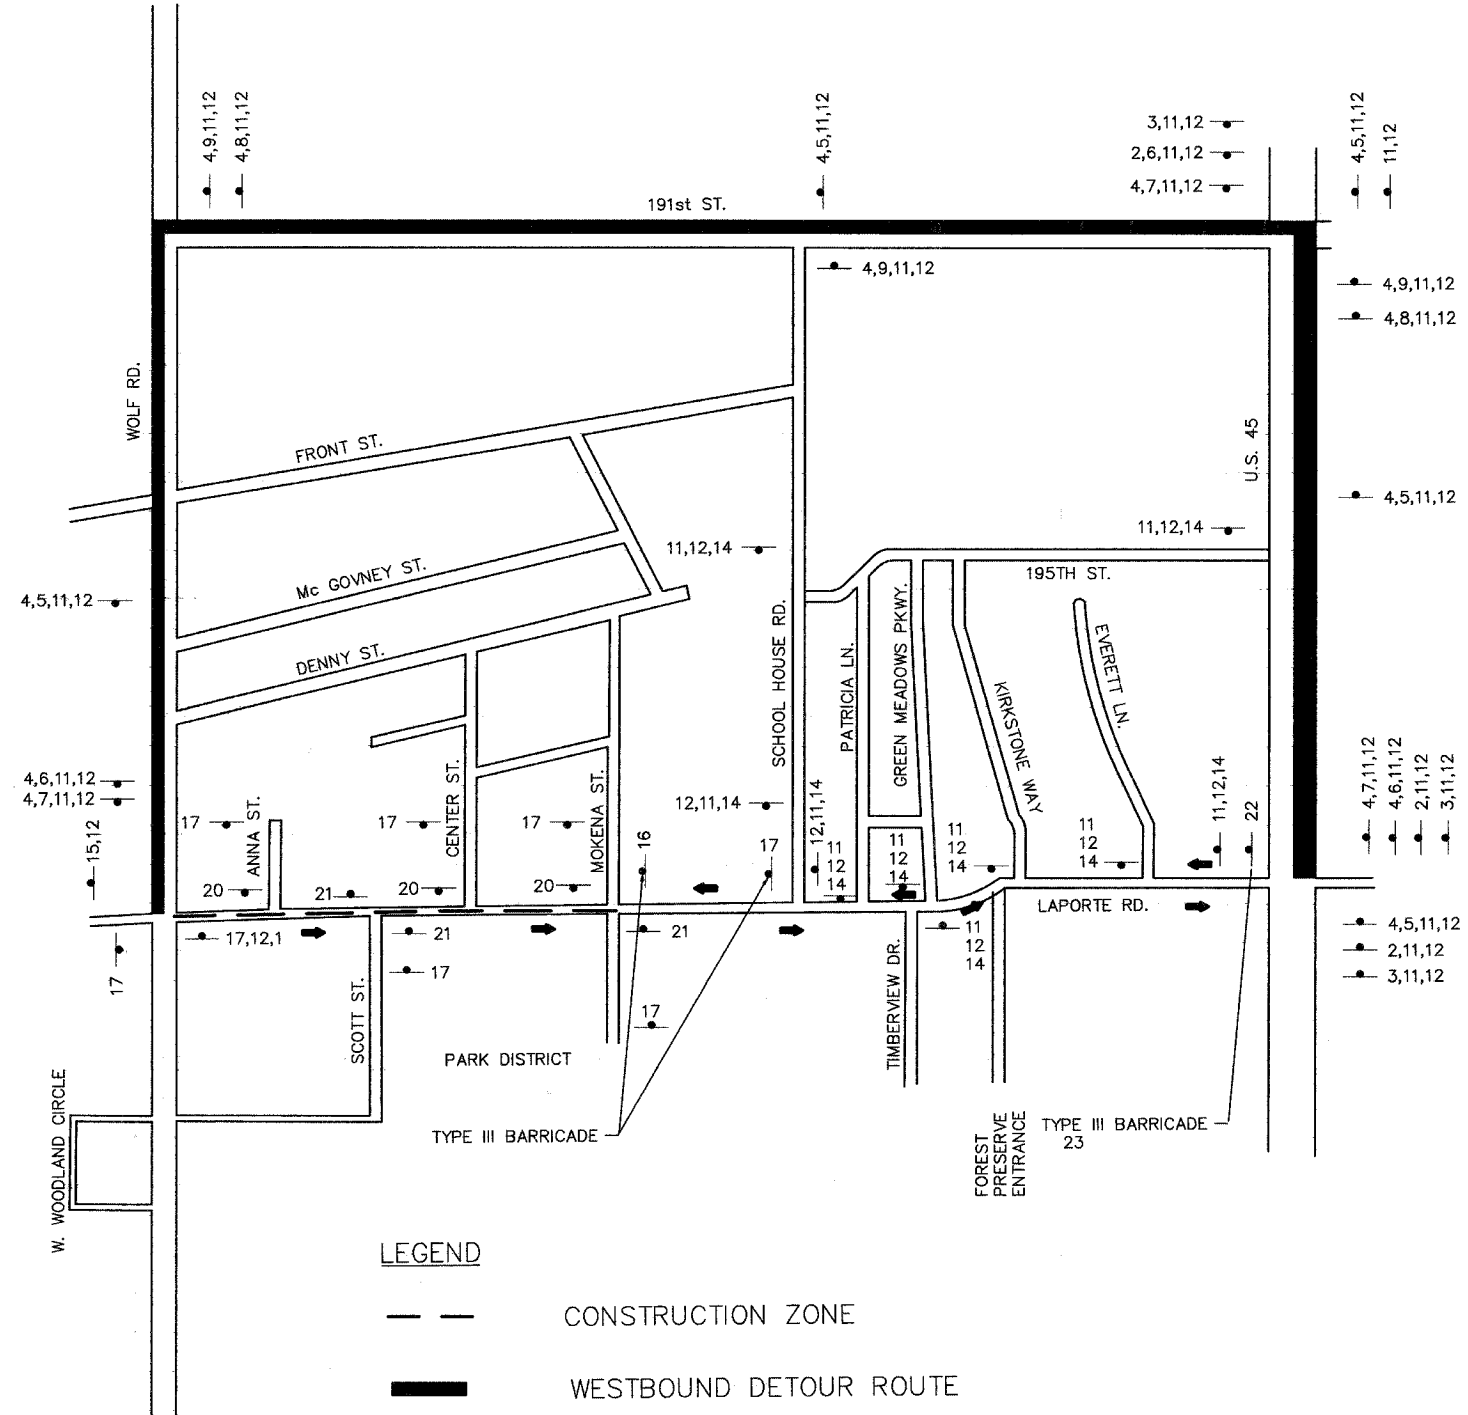 4,9,11,12
4,8,11,12
4,5,11,12
3,11,12
2,6,11,12
4,7,11,12
4,5,11,12
11,12
191st ST.
4,9,11,12
4,9,11,12
4,8,11,12
WOLF RD.
FRONT ST.
U.S. 45
4,5,11,12
11,12,14
11,12,14
195TH ST.
Mc GOVNEY ST.
4,5,11,12
DENNY ST.
SCHOOL HOUSE RD.
PATRICIA LN.
GREEN MEADOWS PKWY.
KIRKSTONE WAY
EVERETT LN.
4,6,11,12
4,7,11,12
15,12
17
ANNA ST.
17
CENTER ST.
17
MOKENA ST.
12,11,14
16
17
12,11,14
11
12
14
11
12
14
11
12
14
11
12
14
11,12,14
22
4,7,11,12
4,6,11,12
2,11,12
3,11,12
20
21
20
20
LAPORTE RD.
17,12,1
21
21
11
12
14
4,5,11,12
2,11,12
3,11,12
17
17
SCOTT ST.
17
TIMBERVIEW DR.
PARK DISTRICT
W. WOODLAND CIRCLE
TYPE III BARRICADE
FOREST
PRESERVE
ENTRANCE
TYPE III BARRICADE
23
LEGEND
CONSTRUCTION ZONE
WESTBOUND DETOUR ROUTE